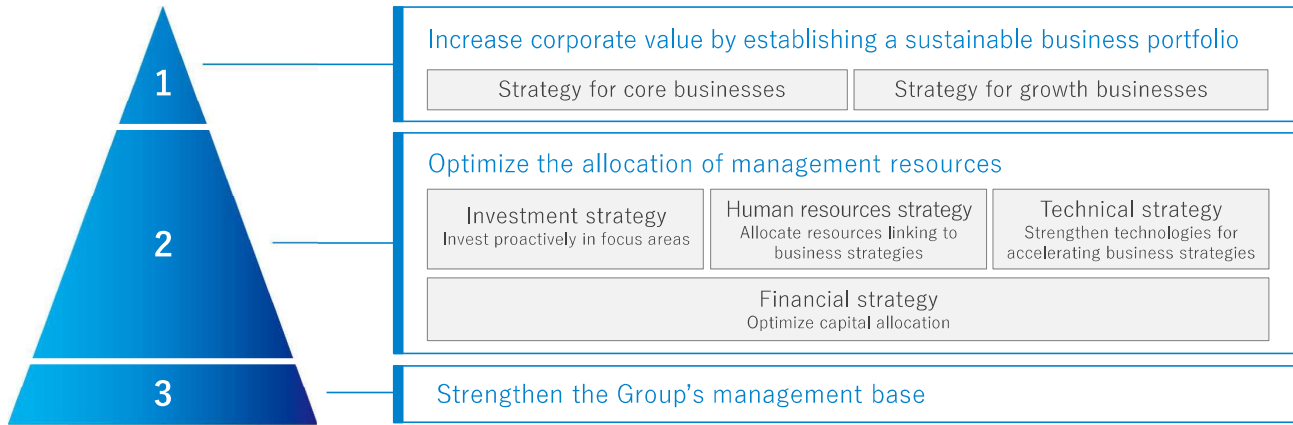 1
Increase corporate value by establishing a sustainable business portfolio
Strategy for core businesses
Strategy for growth businesses
2
Optimize the allocation of management resources
Investment strategy
Invest proactively in focus areas
Human resources strategy
Allocate resources linking to
business strategies
Technical strategy
Strengthen technologies for
accelerating business strategies
Financial strategy
Optimize capital allocation
3
Strengthen the Group’s management base